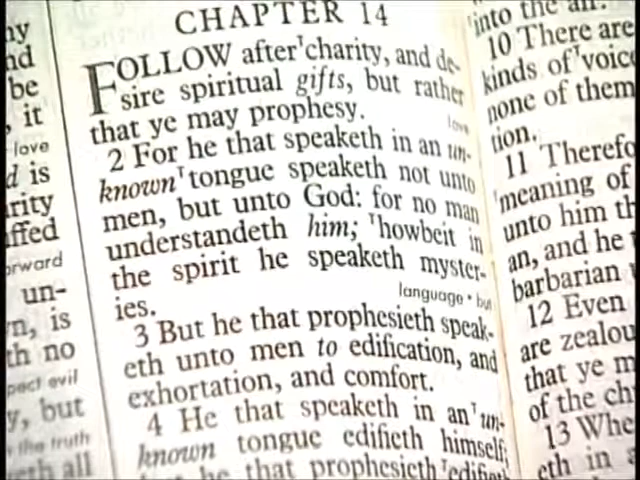 ny
nd
be
, it
love
d is
rity
ffed
orward
un-
n, is
th no
pect evil
y, but
the truth
eth all
CHAPTER 14
FOLLOW after charity, and de-
sire spiritual gifts, but rather
that ye may prophesy.
love
2 For he that speaketh in an un-
known tongue speaketh not unto
men, but unto God: for no man
understandeth him; howbeit in
the spirit he speaketh myster-
ies.
language • but
3 But he that prophesieth speak-
eth unto men to edification, and
exhortation, and comfort.
4 He that speaketh in an un-
known tongue edifieth himself;
he that prophesieth
into the air.
10 There are
kinds of voice
none of them
tion.
11 Therefo
meaning of
unto him th
an, and he
barbarian
12 Even
are zealou
that ye m
of the ch
13 Whe
eth in a